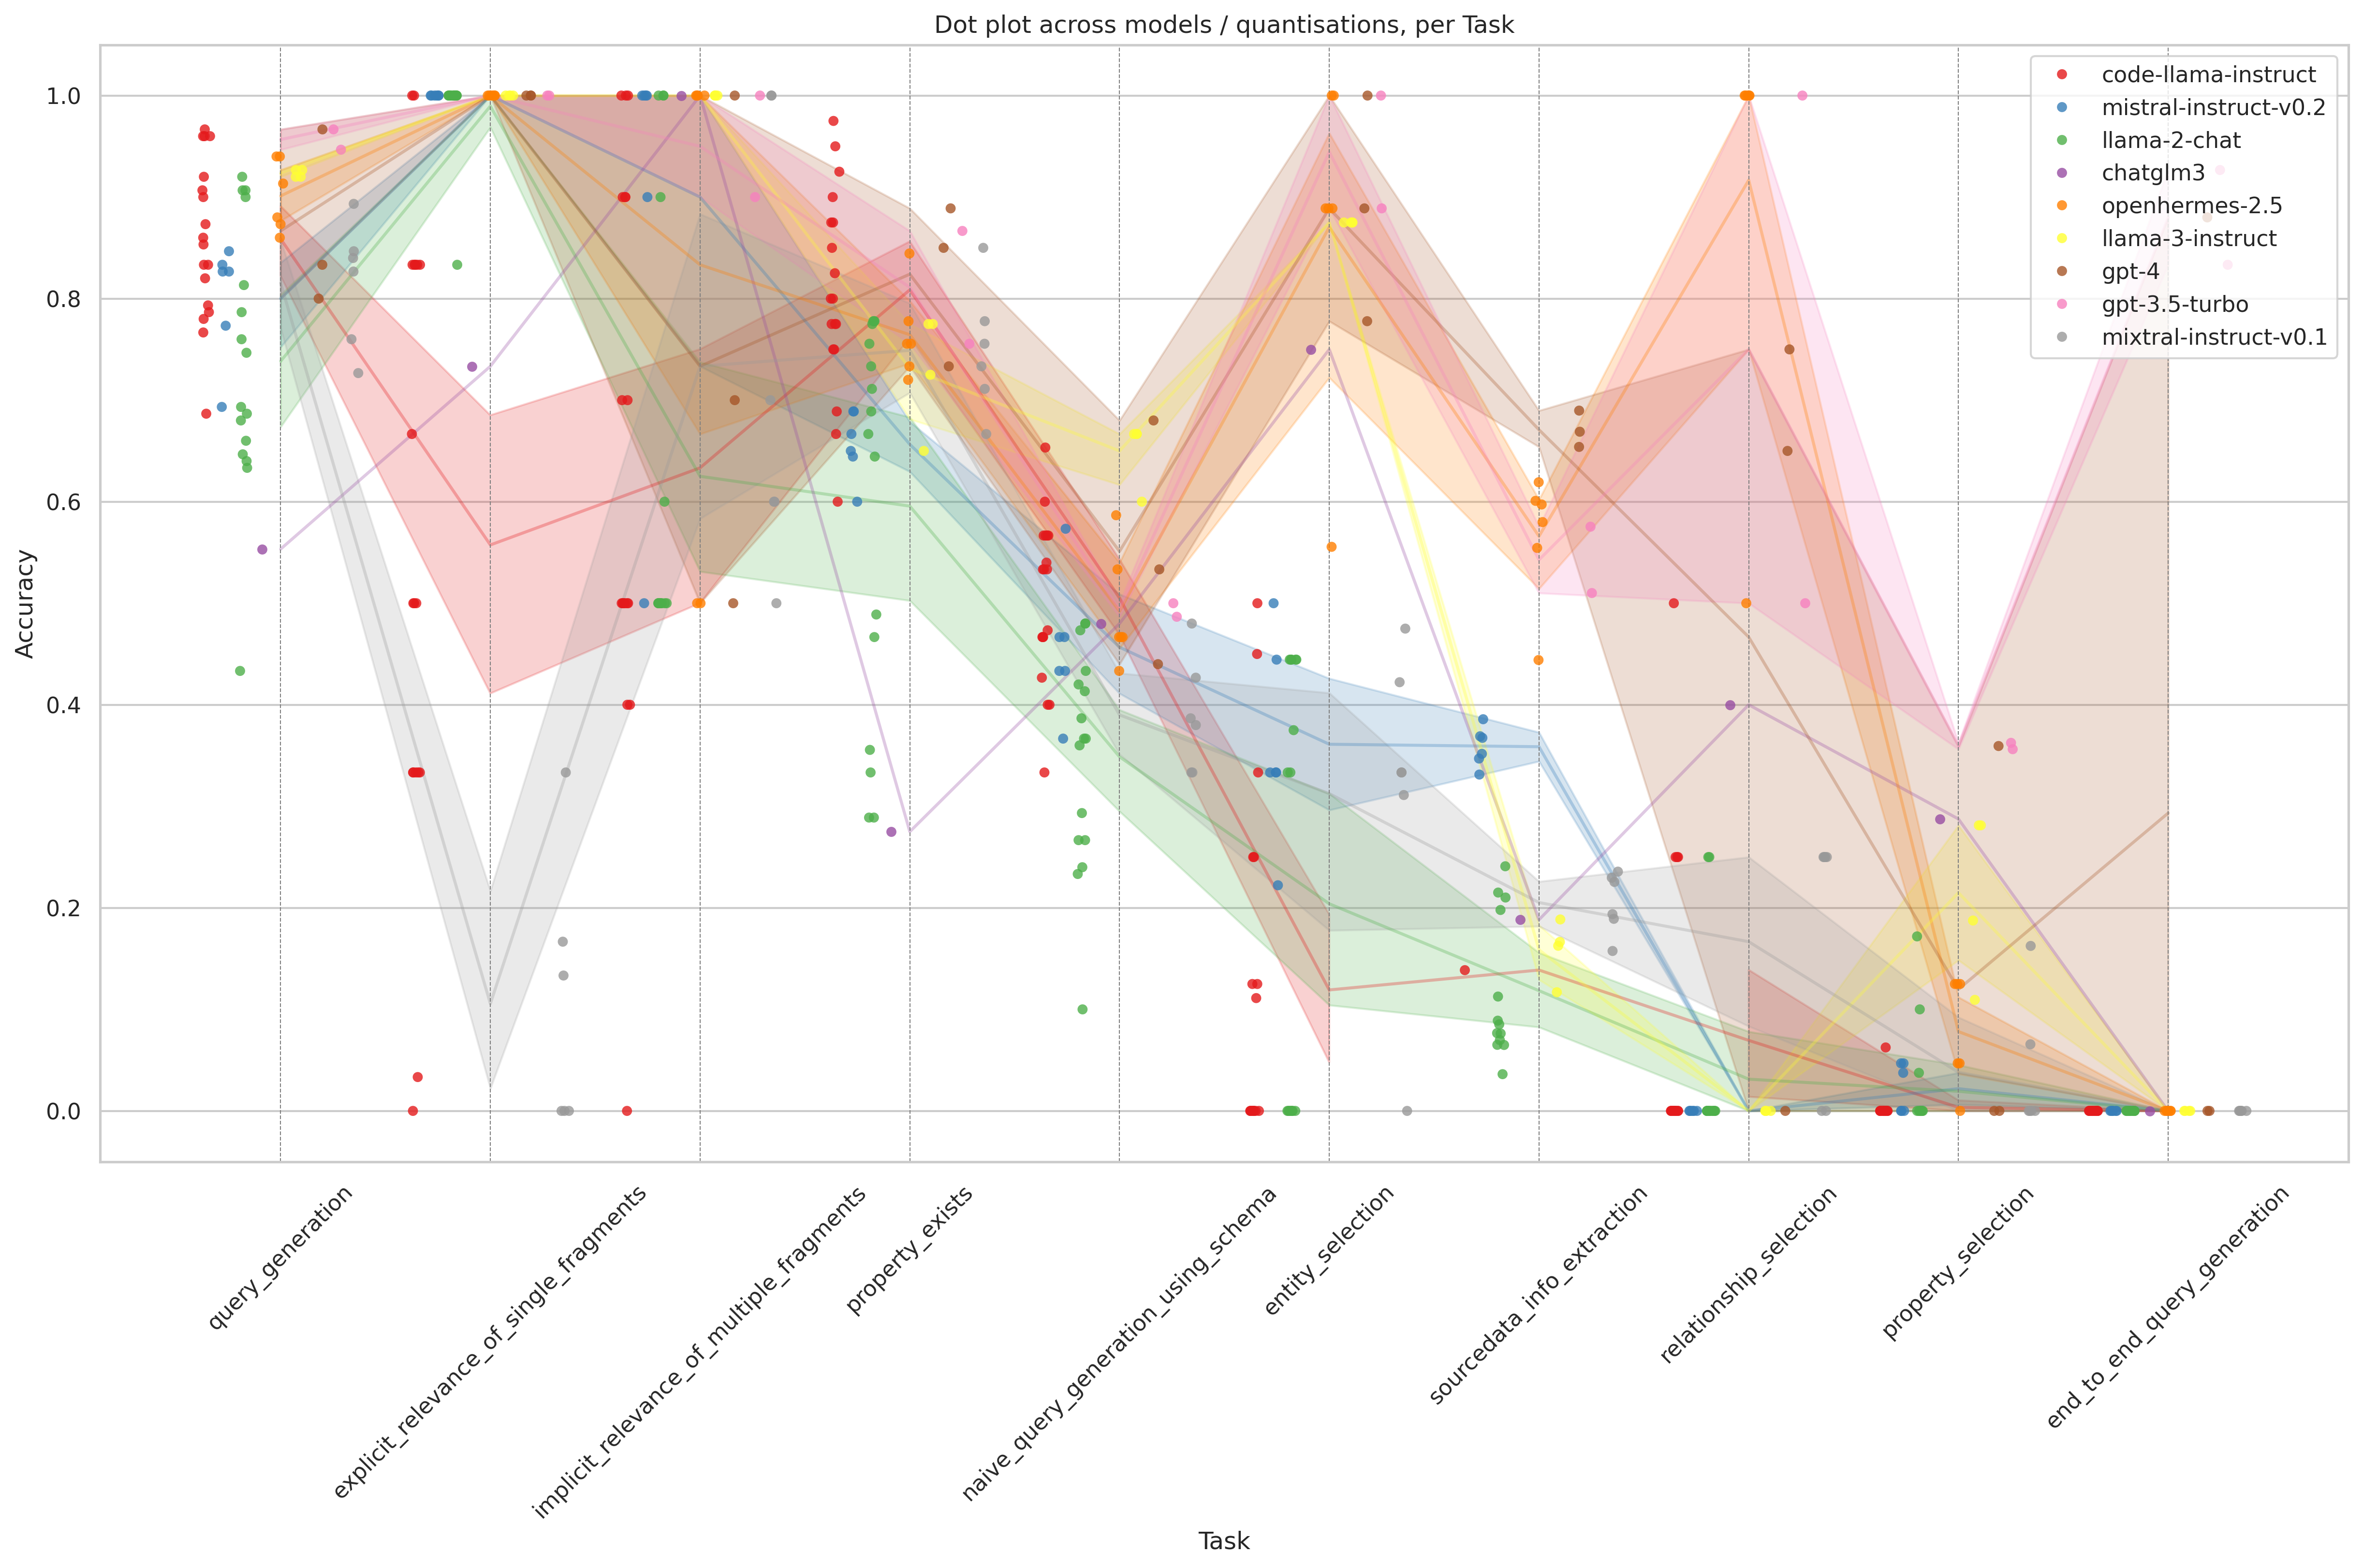 Dot plot across models / quantisations, per Task
Accuracy
1.0
0.8
0.6
0.4
0.2
0.0
code-llama-instruct
mistral-instruct-v0.2
llama-2-chat
chatglm3
openhermes-2.5
llama-3-instruct
gpt-4
gpt-3.5-turbo
mixtral-instruct-v0.1
query_generation
explicit_relevance_of_single_fragments
implicit_relevance_of_multiple_fragments
property_exists
naive_query_generation_using_schema
entity_selection
sourcedata_info_extraction
relationship_selection
property_selection
end_to_end_query_generation
Task